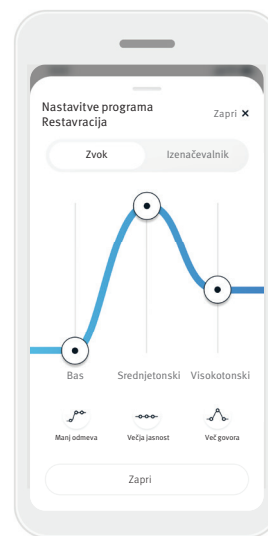 Nastavitve programa
Restavracija
Zapri ×
Zvok Izenačevalnik
Bas Srednjetonski Visokotonski
Manj odmeva Večja jasnost Več govora
Zapri